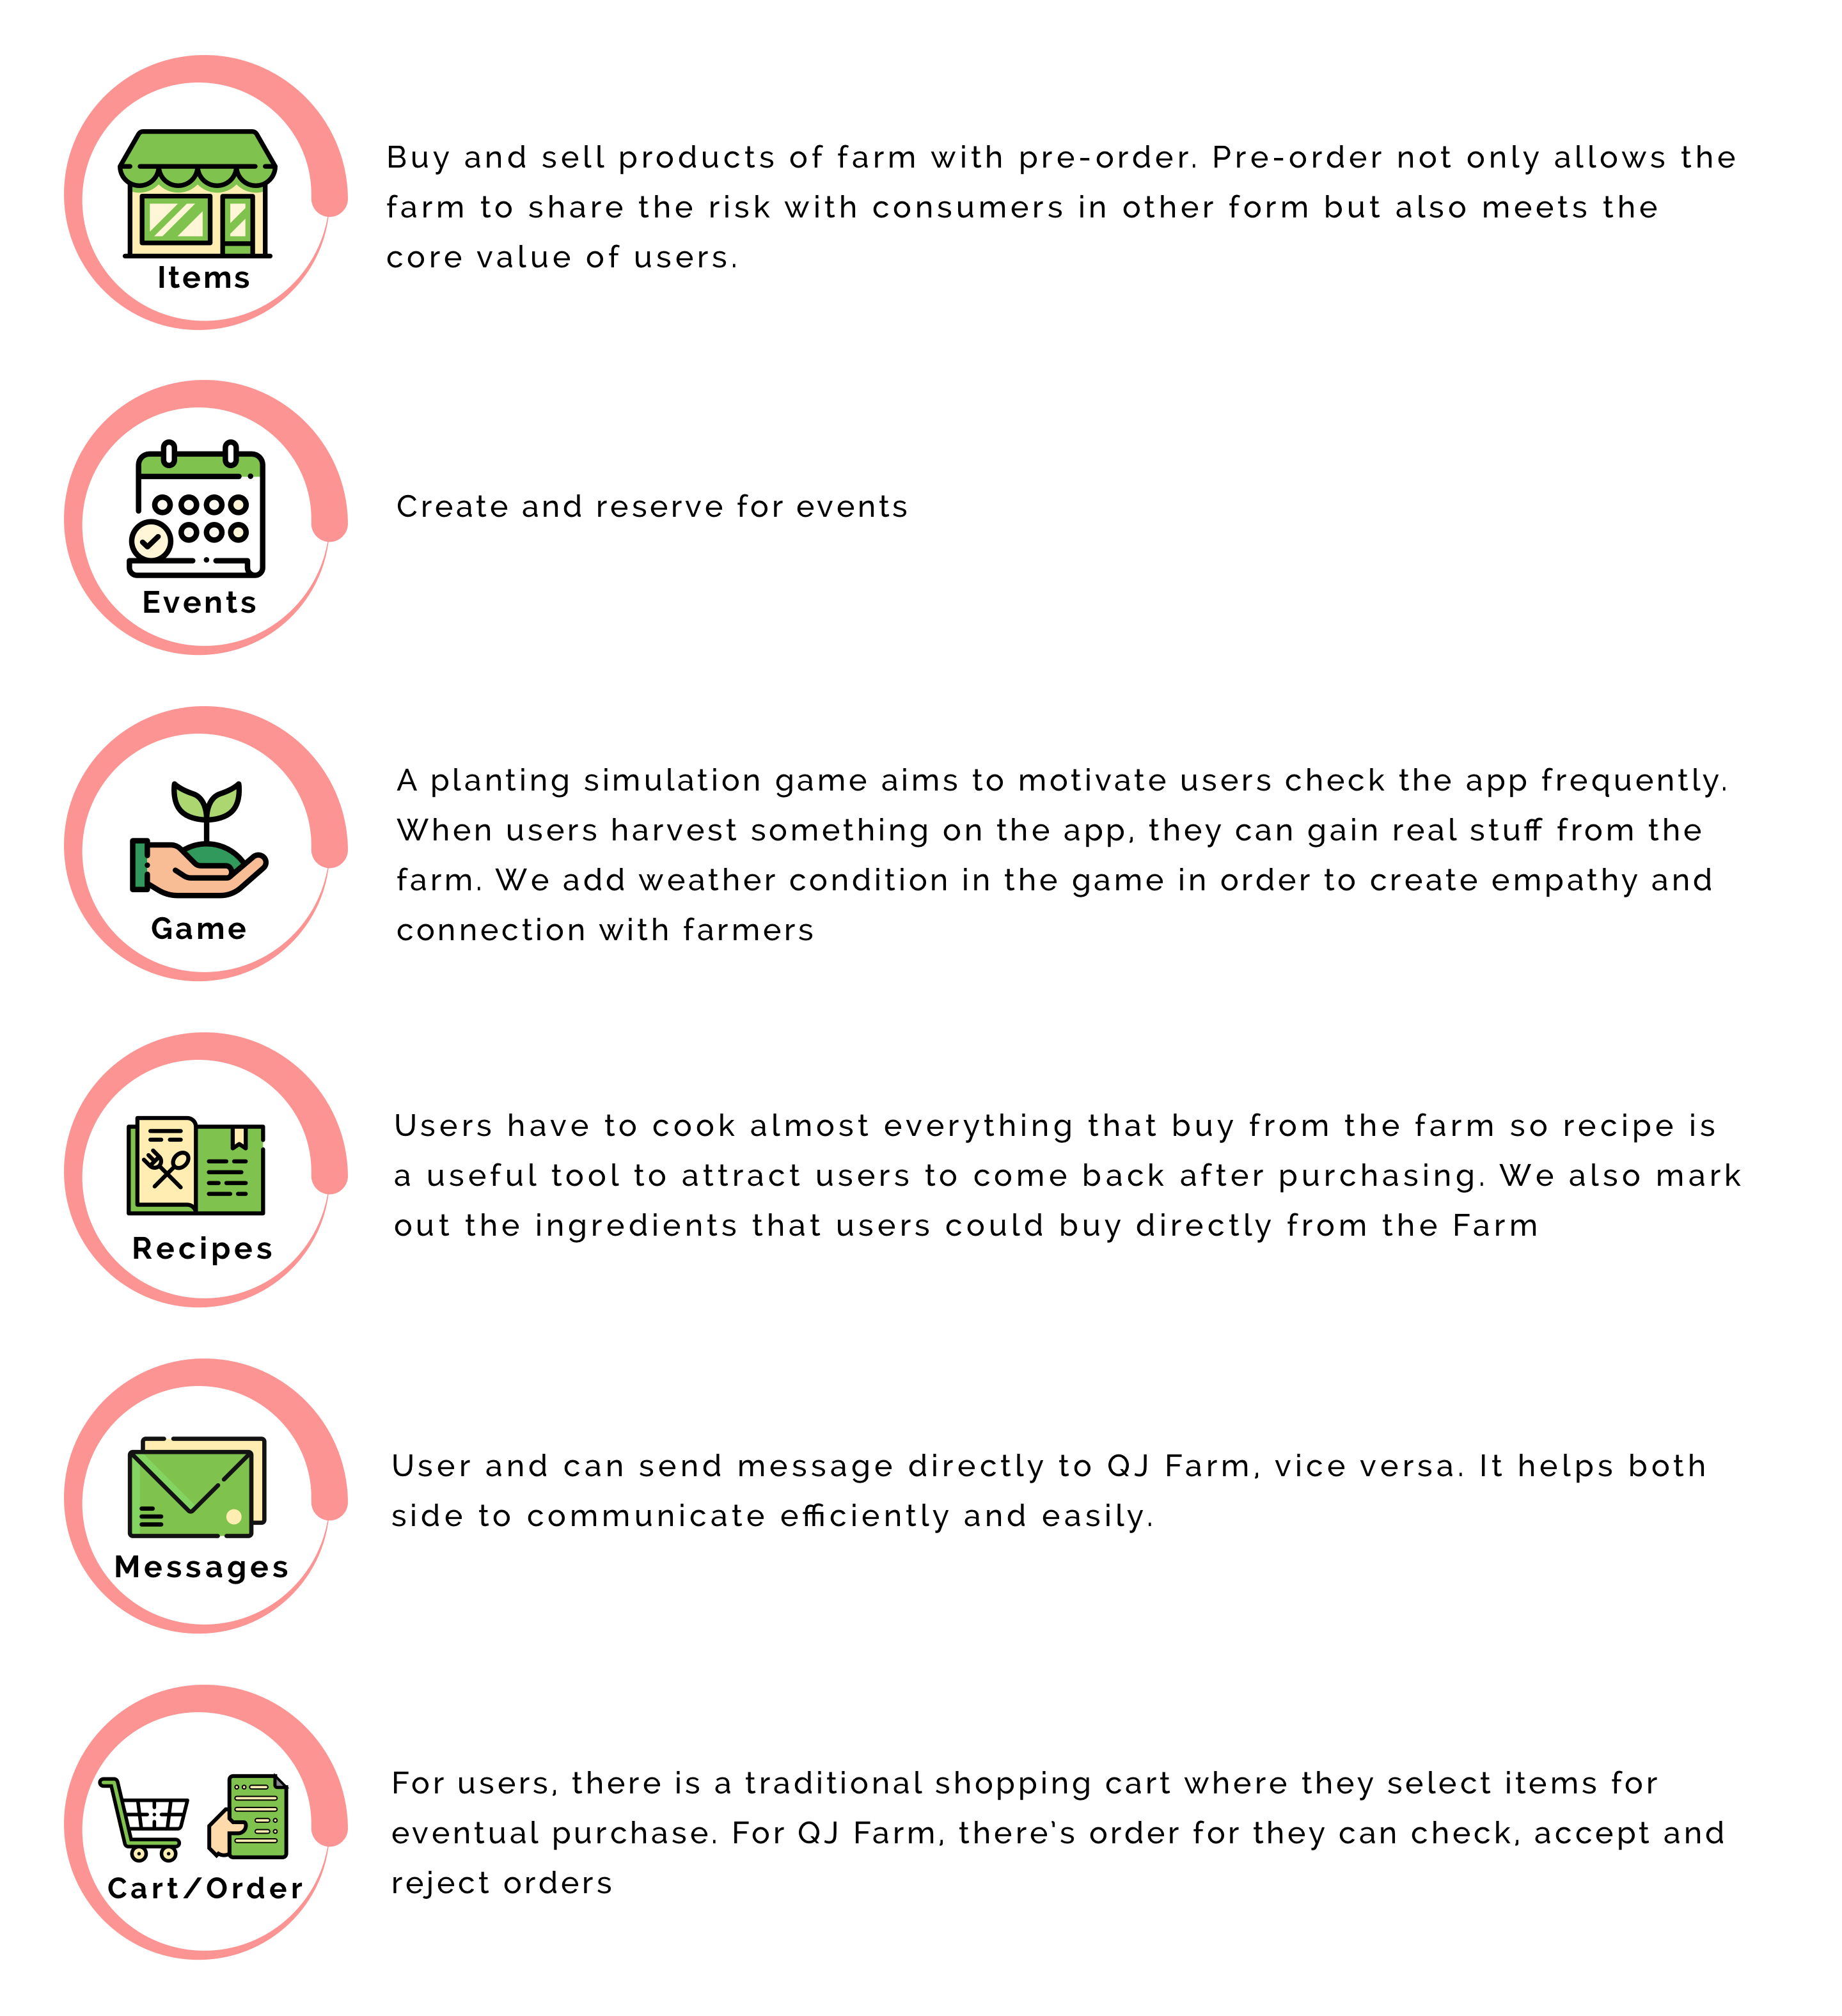 Items
Buy and sell products of farm with pre-order. Pre-order not only allows the
farm to share the risk with consumers in other form but also meets the
core value of users.
Events
Create and reserve for events
Game
A planting simulation game aims to motivate users check the app frequently.
When users harvest something on the app, they can gain real stuff from the
farm. We add weather condition in the game in order to create empathy and
connection with farmers
Recipes
Users have to cook almost everything that buy from the farm so recipe is
a useful tool to attract users to come back after purchasing. We also mark
out the ingredients that users could buy directly from the Farm
Messages
User and can send message directly to QJ Farm, vice versa. It helps both
side to communicate efficiently and easily.
Cart/Order
For users, there is a traditional shopping cart where they select items for
eventual purchase. For QJ Farm, there's order for they can check, accept and
reject orders